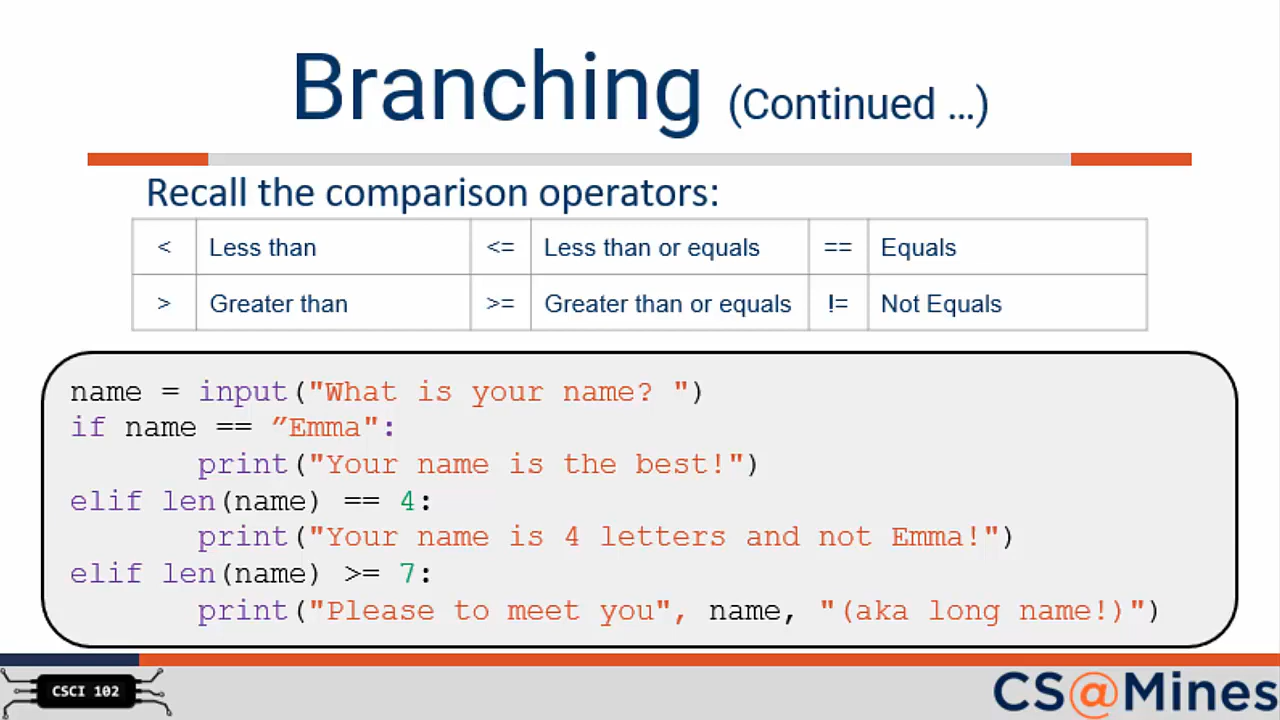 Branching (Continued ...)
Recall the comparison operators:
< Less than <= Less than or equals == Equals
> Greater than >= Greater than or equals != Not Equals
name = input("What is your name? ")
if name == ”Emma":
print("Your name is the best!")
elif len(name) == 4:
print("Your name is 4 letters and not Emma!")
elif len(name) >= 7:
print("Please to meet you", name, "(aka long name!)")
CSCI 102
CS@Mines